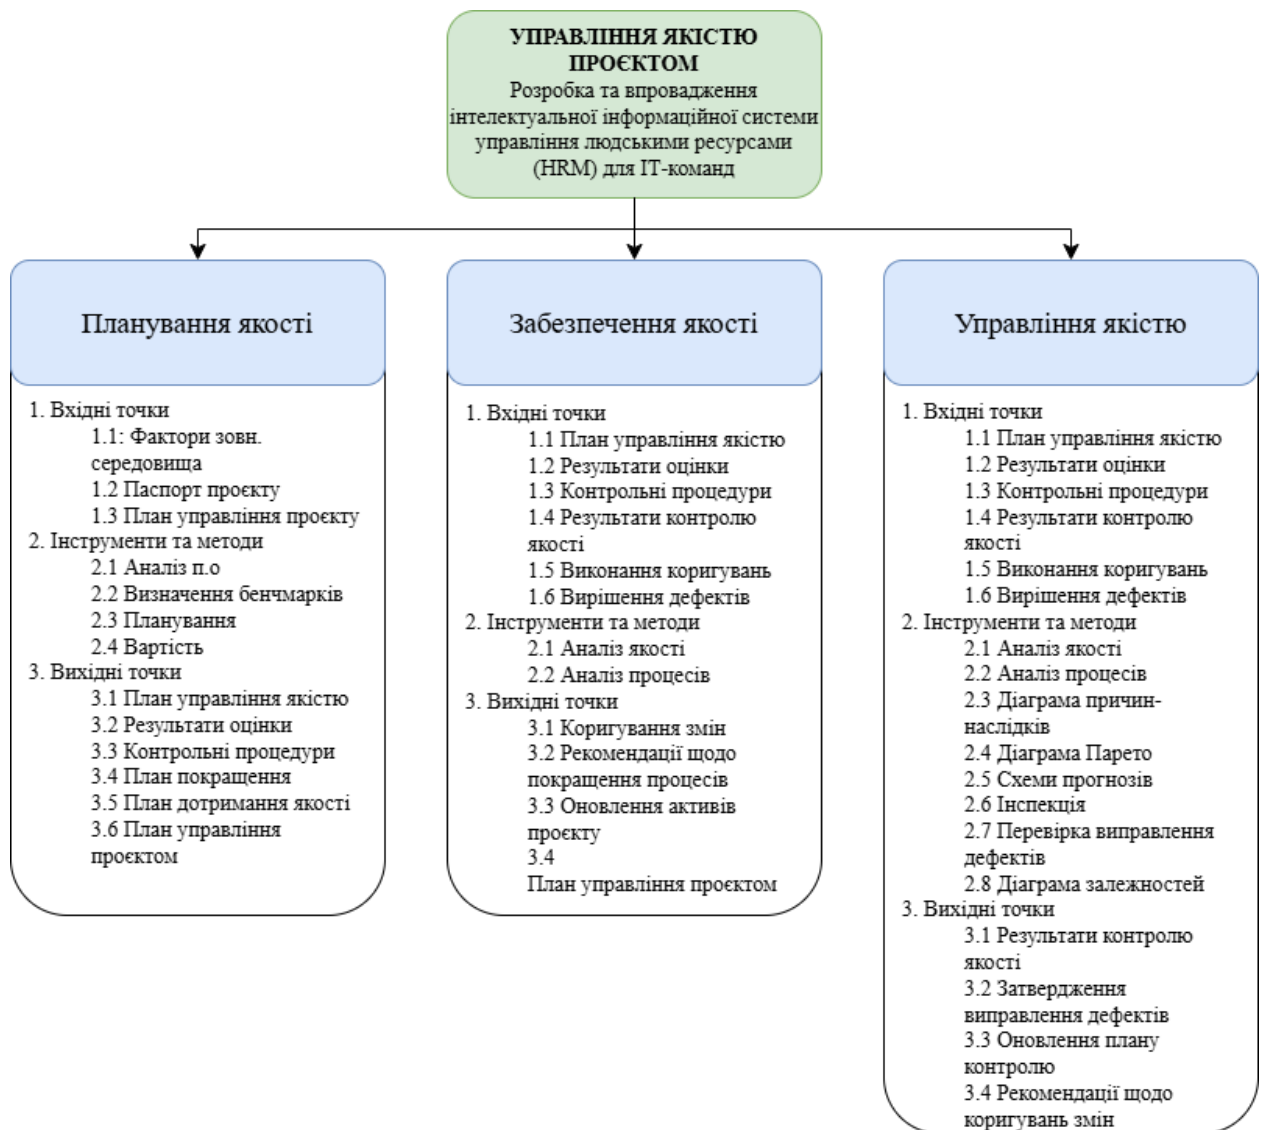 УПРАВЛІННЯ ЯКІСТЮ
ПРОЄКТОМ
Розробка та впровадження
інтелектуальної інформаційної системи
управління людськими ресурсами
(HRM) для ІТ-команд
Планування якості
1. Вхідні точки
1.1: Фактори зовн.
середовища
1.2 Паспорт проєкту
1.3 План управління проєкту
2. Інструменти та методи
2.1 Аналіз п.о
2.2 Визначення бенчмарків
2.3 Планування
2.4 Вартість
3. Вихідні точки
3.1 План управління якістю
3.2 Результати оцінки
3.3 Контрольні процедури
3.4 План покращення
3.5 План дотримання якості
3.6 План управління
проєктом
Забезпечення якості
1. Вхідні точки
1.1 План управління якістю
1.2 Результати оцінки
1.3 Контрольні процедури
1.4 Результати контролю
якості
1.5 Виконання коригувань
1.6 Вирішення дефектів
2. Інструменти та методи
2.1 Аналіз якості
2.2 Аналіз процесів
3. Вихідні точки
3.1 Коригування змін
3.2 Рекомендації щодо
покращення процесів
3.3 Оновлення активів
проєкту
3.4
План управління проєктом
Управління якістю
1. Вхідні точки
1.1 План управління якістю
1.2 Результати оцінки
1.3 Контрольні процедури
1.4 Результати контролю
якості
1.5 Виконання коригувань
1.6 Вирішення дефектів
2. Інструменти та методи
2.1 Аналіз якості
2.2 Аналіз процесів
2.3 Діаграма причин-
наслідків
2.4 Діаграма Парето
2.5 Схеми прогнозів
2.6 Інспекція
2.7 Перевірка виправлення
дефектів
2.8 Діаграма залежностей
3. Вихідні точки
3.1 Результати контролю
якості
3.2 Затвердження
виправлення дефектів
3.3 Оновлення плану
контролю
3.4 Рекомендації щодо
коригувань змін